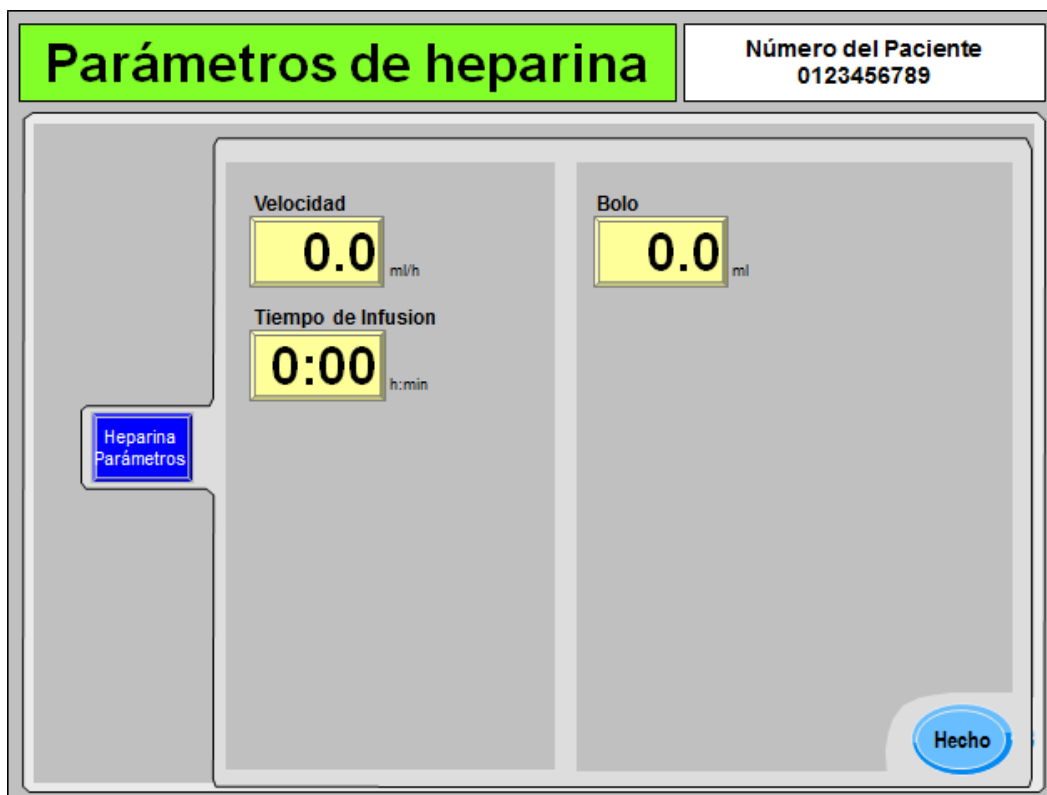 Parámetros de heparina
Número del Paciente
0123456789
Velocidad
0.0 ml/h
Bolo
0.0 ml
Tiempo de Infusion
0:00 h:min
Heparina
Parámetros
Hecho